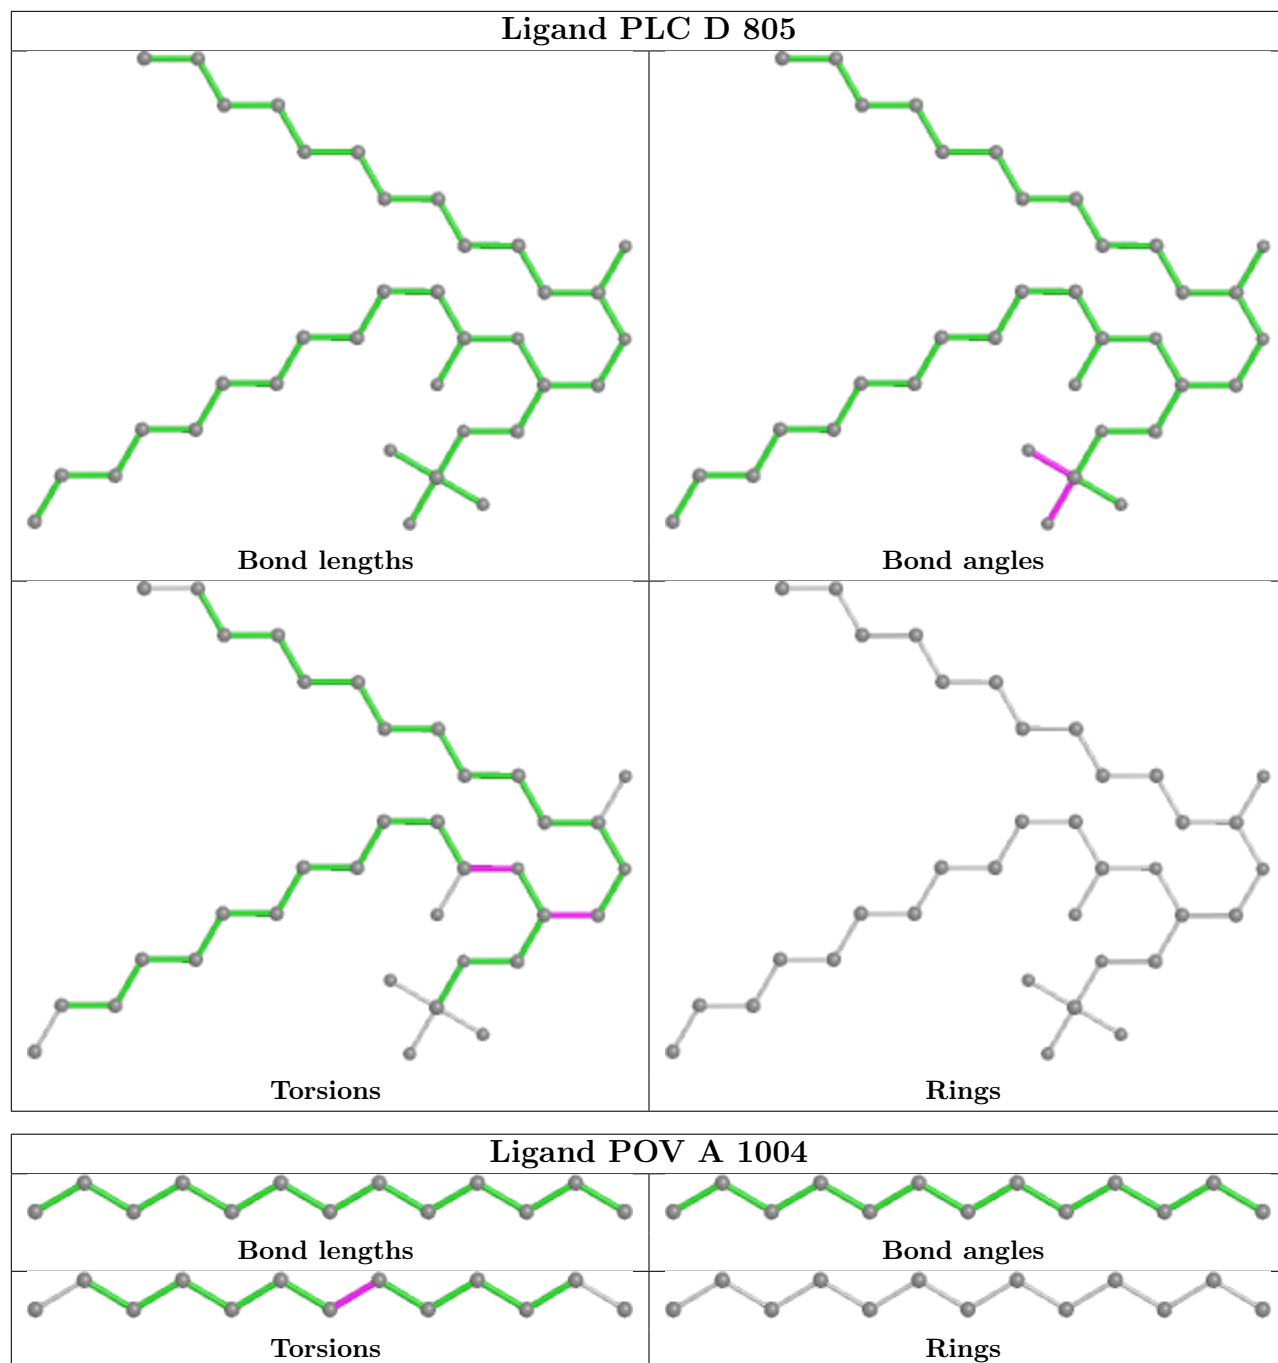 Ligand PLC D 805
Bond lengths
Bond angles
Torsions
Rings
Ligand POV A 1004
Bond lengths
Bond angles
Torsions
Rings